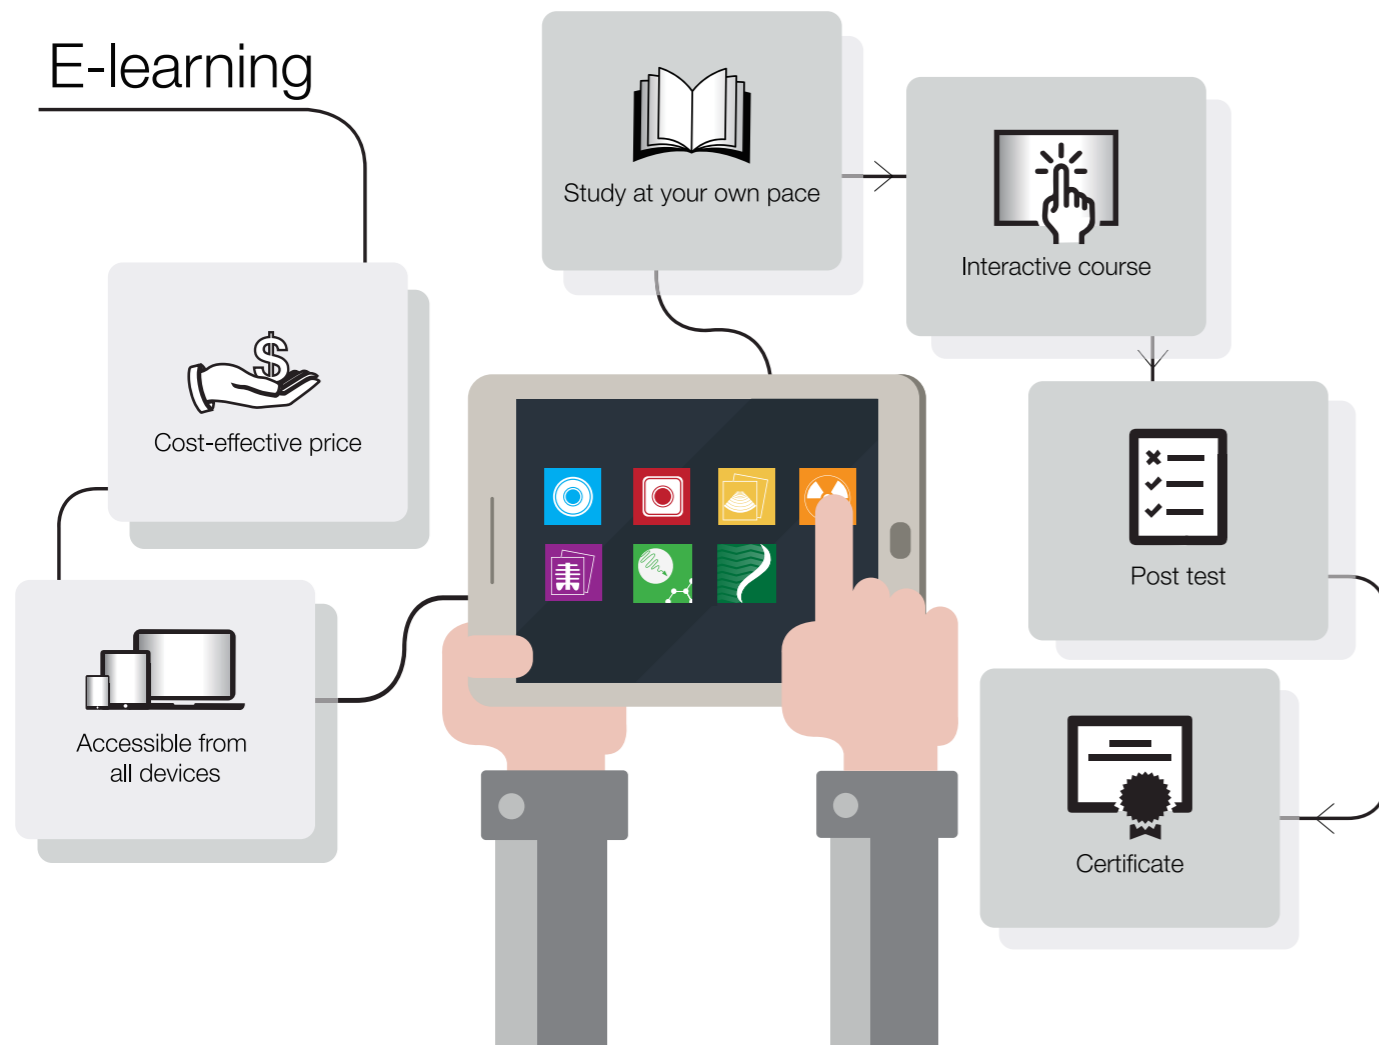 E-learning
Cost-effective price
Accessible from
all devices
Study at your own pace
Interactive course
Post test
Certificate